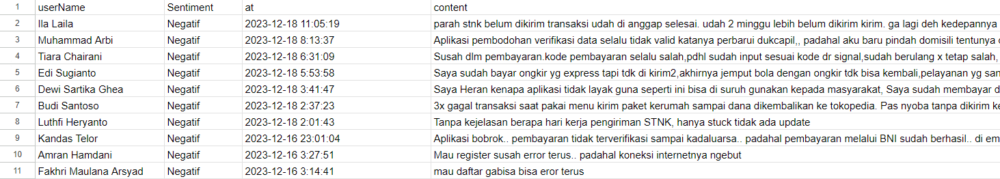 1 userName Sentiment at content
2 Ila Laila Negatif 2023-12-18 11:05:19 parah stnk belum dikirim transaksi udah di anggap selesai. udah 2 minggu lebih belum dikirim kirim. ga lagi deh kedepannya
3 Muhammad Arbi Negatif 2023-12-18 8:13:37 Aplikasi pembodohan verifikasi data selalu tidak valid katanya perbarui dukcapil,, padahal aku baru pindah domisili tentunya
4 Tiara Chairani Negatif 2023-12-18 6:31:09 Susah dlm pembayaran.kode pembayaran selalu salah,pdhl sudah input sesuai kode dr signal,sudah berulang x tetap salah,
5 Edi Sugianto Negatif 2023-12-18 5:53:58 Saya sudah bayar ongkir yg express tapi tdk di kirim2,akhirnya jemput bola dengan ongkir tdk bisa kembali,pelayanan yg
6 Dewi Sartika Ghea Negatif 2023-12-18 3:41:47 Saya Heran kenapa aplikasi tidak layak guna seperti ini bisa di suruh gunakan kepada masyarakat, Saya sudah membayar
7 Budi Santoso Negatif 2023-12-18 2:37:23 3x gagal transaksi saat pakai menu kirim paket kerumah sampai dana dikembalikan ke tokopedia. Pas nyoba tanpa dikirim
8 Luthfi Heryanto Negatif 2023-12-18 2:01:43 Tanpa kejelasan berapa hari kerja pengiriman STNK, hanya stuck tidak ada update
9 Kandas Telor Negatif 2023-12-16 23:01:04 Aplikasi bobrok.. pembayaran tidak terverifikasi sampai kadaluarsa.. padahal pembayaran melalui BNI sudah berhasil.. di
10 Amran Hamdani Negatif 2023-12-16 3:27:51 Mau register susah error terus.. padahal koneksi internetnya ngebut
11 Fakhri Maulana Arsyad Negatif 2023-12-16 3:14:41 mau daftar gabisa bisa eror terus